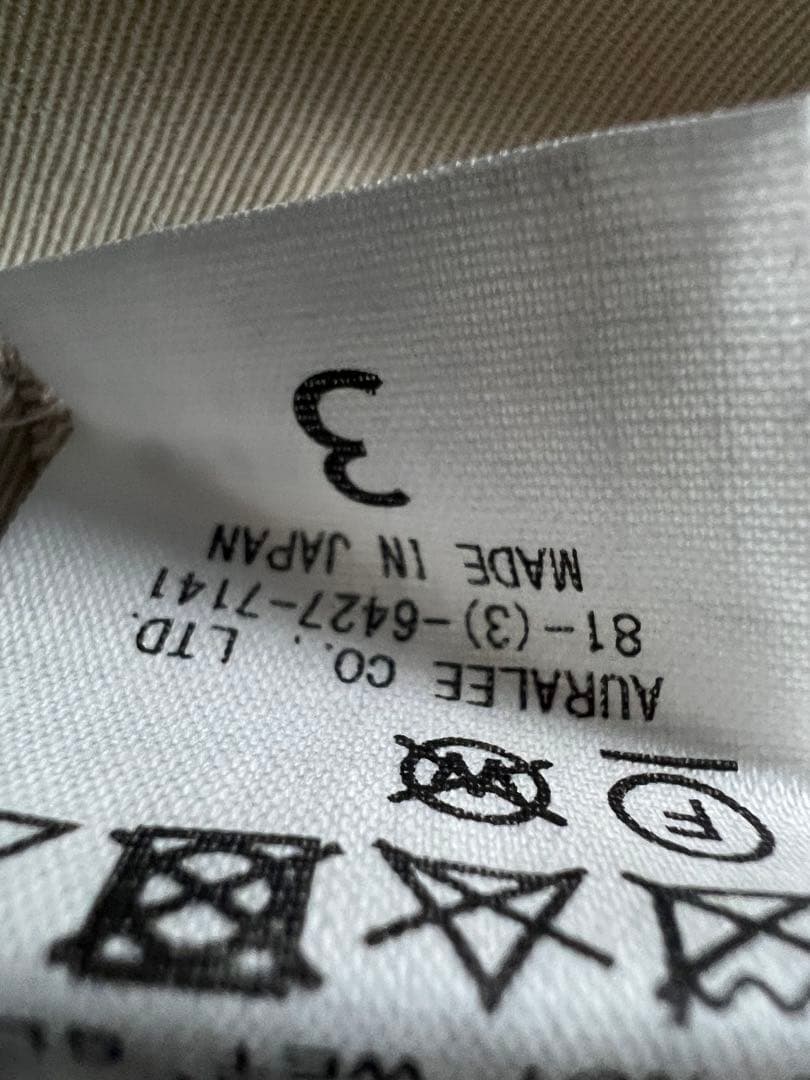 F W
AURALEE CO., LTD.
81-(3)-6427-7141
MADE IN JAPAN
3